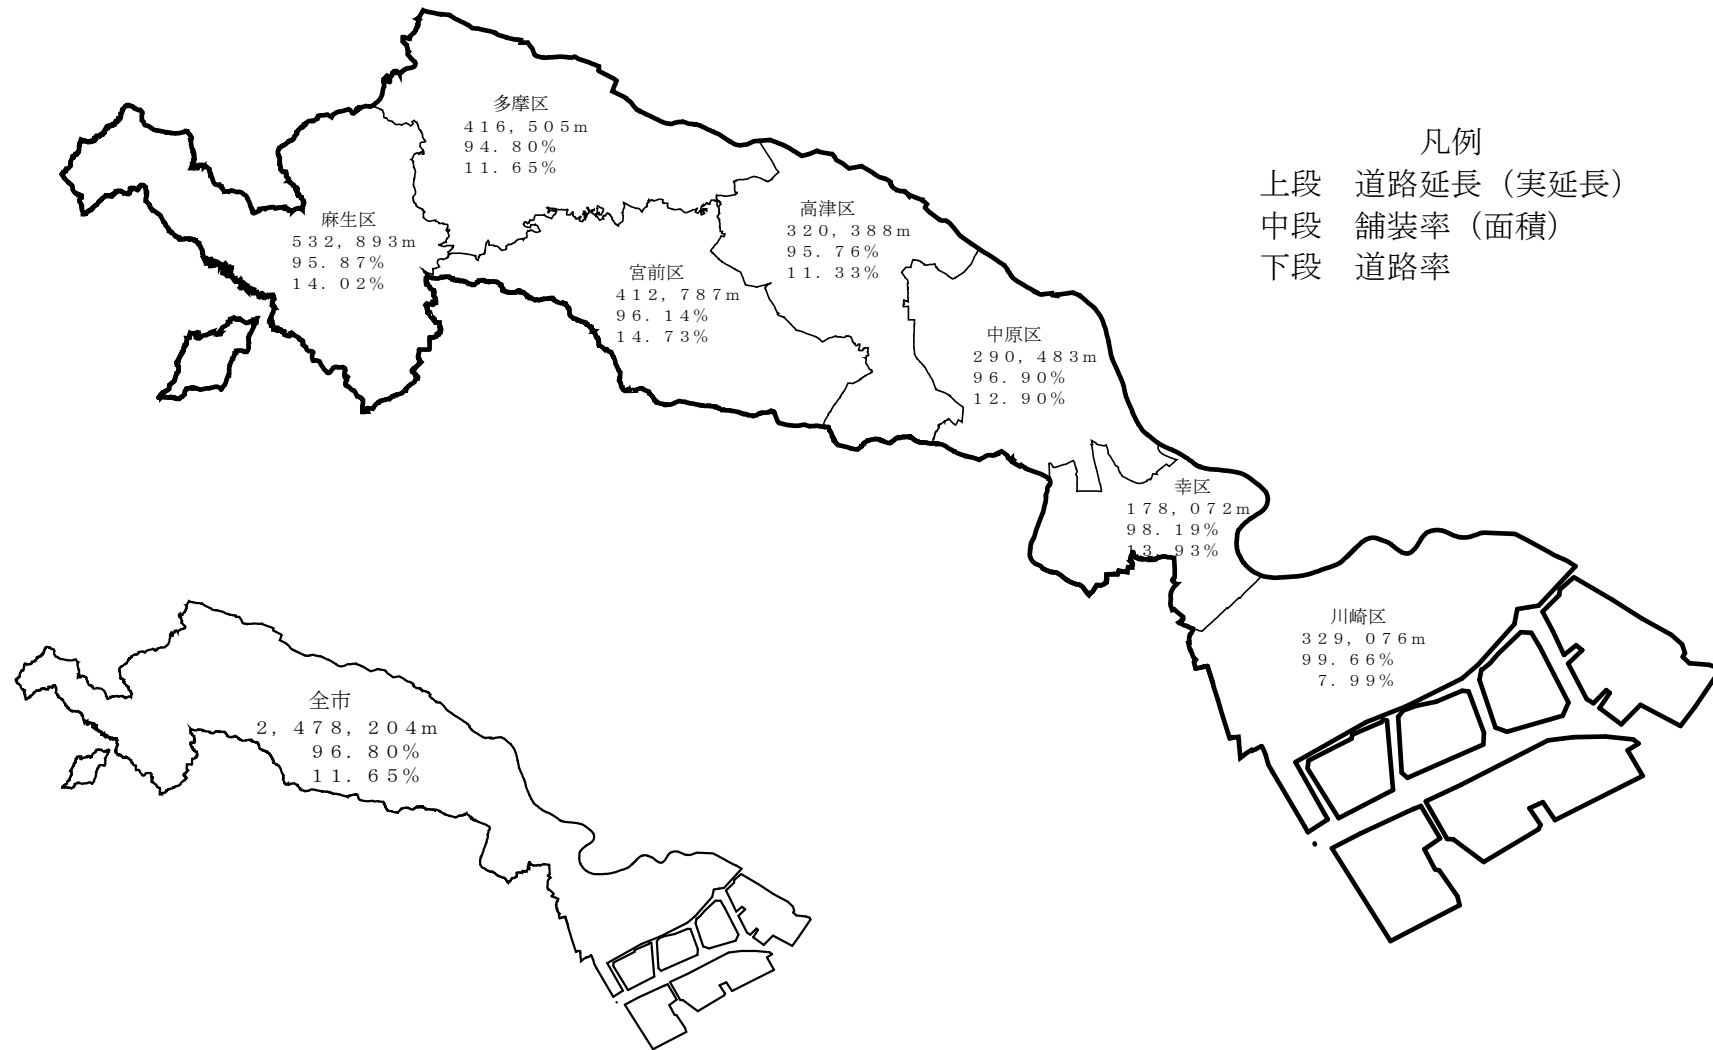 多摩区
416,505m
94.80%
11.65%
凡例
上段　道路延長（実延長）
中段　舗装率（面積）
下段　道路率
麻生区
532,893m
95.87%
14.02%
高津区
320,388m
95.76%
11.33%
宮前区
412,787m
96.14%
14.73%
中原区
290,483m
96.90%
12.90%
幸区
178,072m
98.19%
13.93%
川崎区
329,076m
99.66%
7.99%
全市
2,478,204m
96.80%
11.65%